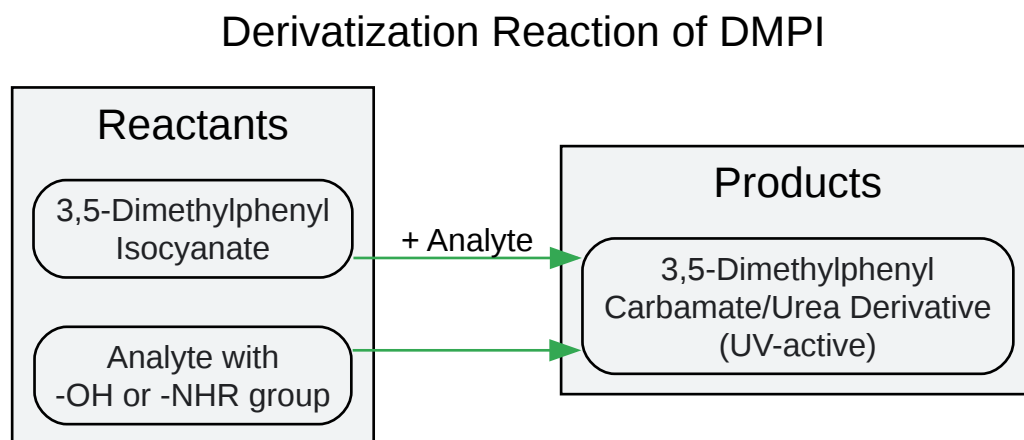 Derivatization Reaction of DMPI
Reactants
3,5-Dimethylphenyl
Isocyanate
Analyte with
-OH or -NHR group
+ Analyte
Products
3,5-Dimethylphenyl
Carbamate/Urea Derivative
(UV-active)